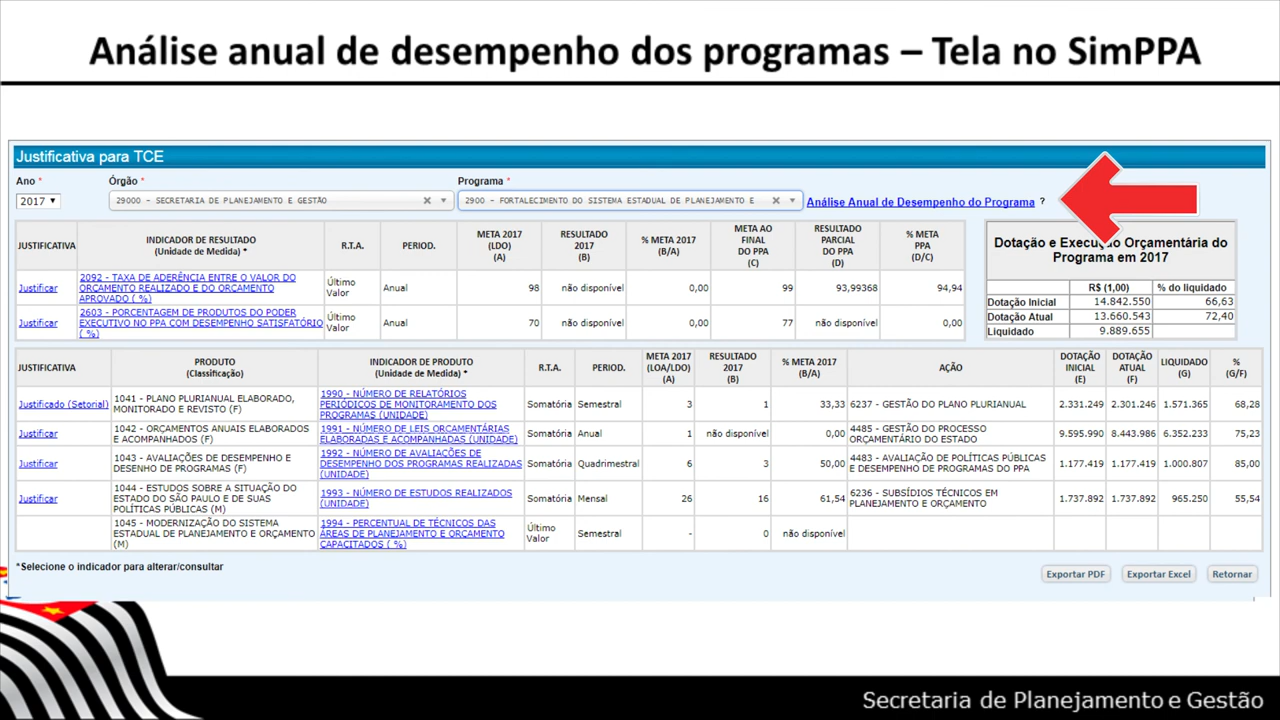 Análise anual de desempenho dos programas – Tela no SimPPA
Justificativa para TCE
Ano * Órgão * Programa *
2017 29000 - SECRETARIA DE PLANEJAMENTO E GESTÃO 2900 - FORTALECIMENTO DO SISTEMA ESTADUAL DE PLANEJAMENTO E Análise Anual de Desempenho do Programa ?
JUSTIFICATIVA
INDICADOR DE RESULTADO
(Unidade de Medida) *
R.T.A.
PERIOD.
META 2017
(LDO)
(A)
RESULTADO
2017
(B)
% META 2017
(B/A)
META AO
FINAL
DO PPA
(C)
RESULTADO
PARCIAL
DO PPA
(D)
% META
PPA
(D/C)
Justificar
2092 - TAXA DE ADERÊNCIA ENTRE O VALOR DO
ORÇAMENTO REALIZADO E DO ORÇAMENTO
APROVADO ( %)
Último
Valor
Anual
98
não disponível
0,00
99
93,99368
94,94
Justificar
2603 - PORCENTAGEM DE PRODUTOS DO PODER
EXECUTIVO NO PPA COM DESEMPENHO SATISFATÓRIO
( %)
Último
Valor
Anual
70
não disponível
0,00
77
não disponível
0,00
Dotação e Execução Orçamentária do
Programa em 2017
R$ (1,00) % do liquidado
Dotação Inicial 14.842.550 66,63
Dotação Atual 13.660.543 72,40
Liquidado 9.889.655
JUSTIFICATIVA
PRODUTO
(Classificação)
INDICADOR DE PRODUTO
(Unidade de Medida) *
R.T.A.
PERIOD.
META 2017
(LOA/LDO)
(A)
RESULTADO
2017
(B)
% META 2017
(B/A)
AÇÃO
DOTAÇÃO
INICIAL
(E)
DOTAÇÃO
ATUAL
(F)
LIQUIDADO
(G)
%
(G/F)
Justificado (Setorial)
1041 - PLANO PLURIANUAL ELABORADO,
MONITORADO E REVISTO (F)
1990 - NÚMERO DE RELATÓRIOS
PERIÓDICOS DE MONITORAMENTO DOS
PROGRAMAS (UNIDADE)
Somatória
Semestral
3
1
33,33
6237 - GESTÃO DO PLANO PLURIANUAL
2.331.249
2.301.246
1.571.365
68,28
Justificar
1042 - ORÇAMENTOS ANUAIS ELABORADOS
E ACOMPANHADOS (F)
1991 - NÚMERO DE LEIS ORCAMENTÁRIAS
ELABORADAS E ACOMPANHADAS (UNIDADE)
Somatória
Anual
1
não disponível
0,00
4485 - GESTÃO DO PROCESSO
ORÇAMENTÁRIO DO ESTADO
9.595.990
8.443.986
6.352.233
75,23
Justificar
1043 - AVALIAÇÕES DE DESEMPENHO E
DESENHO DE PROGRAMAS (F)
1992 - NÚMERO DE AVALIAÇÕES DE
DESEMPENHO DOS PROGRAMAS REALIZADAS
(UNIDADE)
Somatória
Quadrimestral
6
3
50,00
4483 - AVALIAÇÃO DE POLÍTICAS PÚBLICAS
E DESEMPENHO DE PROGRAMAS DO PPA
1.177.419
1.177.419
1.000.807
85,00
Justificar
1044 - ESTUDOS SOBRE A SITUAÇÃO DO
ESTADO DO SÃO PAULO E DE SUAS
POLÍTICAS PÚBLICAS (M)
1993 - NÚMERO DE ESTUDOS REALIZADOS
(UNIDADE)
Somatória
Mensal
26
16
61,54
6236 - SUBSÍDIOS TÉCNICOS EM
PLANEJAMENTO E ORÇAMENTO
1.737.892
1.737.892
965.250
55,54
1045 - MODERNIZAÇÃO DO SISTEMA
ESTADUAL DE PLANEJAMENTO E ORÇAMENTO
(M)
1994 - PERCENTUAL DE TÉCNICOS DAS
ÁREAS DE PLANEJAMENTO E ORÇAMENTO
CAPACITADOS ( %)
Último
Valor
Semestral
-
0
não disponível
*Selecione o indicador para alterar/consultar
Exportar PDF Exportar Excel Retornar
Secretaria de Planejamento e Gestão